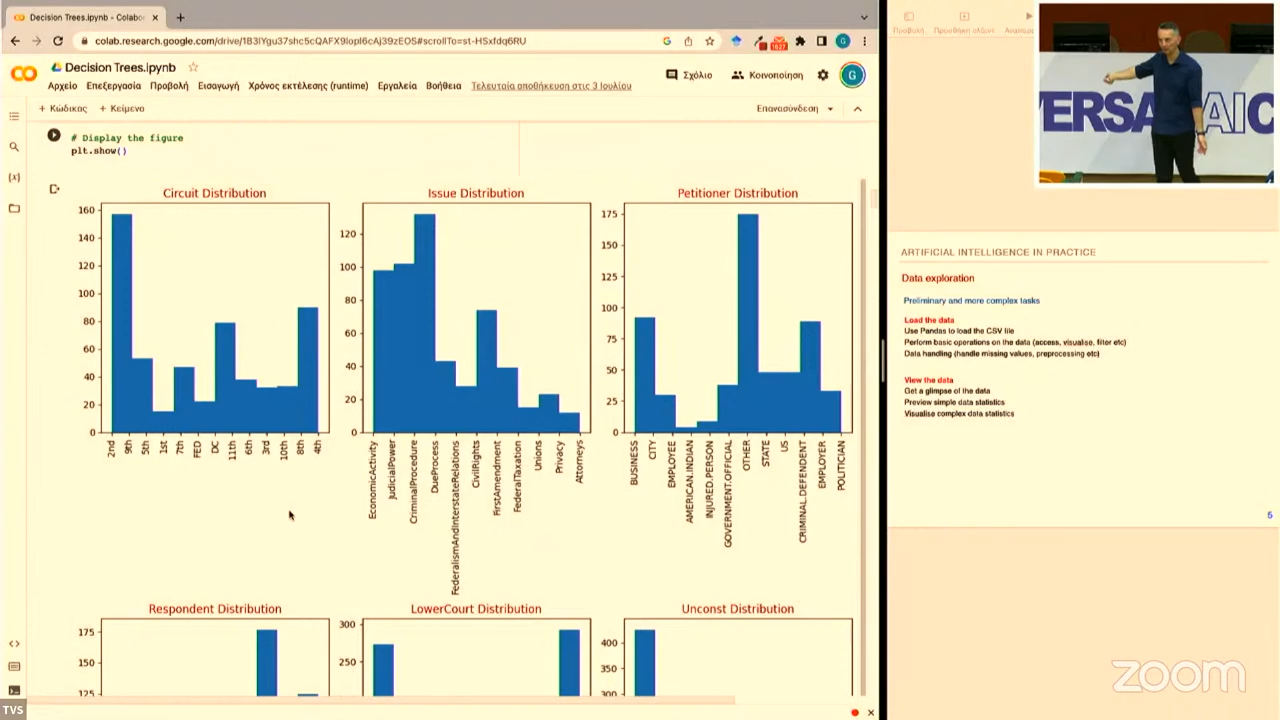 Decision Trees.ipynb - Colabo
colab.research.google.com/drive/1B3IYgu37shc5cQAFX9lopl6cAj39zEOS#scrollTo=st-HSxfdq6RU
1027
G
Decision Trees.ipynb
Σχόλιο
Κοινοποίηση
G
Αρχείο Επεξεργασία Προβολή Εισαγωγή Χρόνος εκτέλεσης (runtime) Εργαλεία Βοήθεια Τελευταία αποθήκευση στις 3 Ιουλίου
+ Κώδικας + Κείμενο
Επανασύνδεση
# Display the figure
plt.show()
Circuit Distribution
160
140
120
100
80
60
40
20
0
2nd 9th 5th 1st 7th FED DC 11th 6th 3rd 10th 8th 4th
Issue Distribution
120
100
80
60
40
20
0
EconomicActivity JudicialPower CriminalProcedure DueProcess FederalismAndInterstateRelations CivilRights FirstAmendment FederalTaxation Unions Privacy Attorneys
Petitioner Distribution
175
150
125
100
75
50
25
0
BUSINESS CITY EMPLOYEE AMERICAN.INDIAN INJURED.PERSON GOVERNMENT.OFFICIAL OTHER STATE US CRIMINAL.DEFENDENT EMPLOYER POLITICIAN
Respondent Distribution
175
150
125
LowerCourt Distribution
300
250
Unconst Distribution
400
350
300
TVS
Προβολή Προσθήκη σλάιντ
VERSA AIC
ARTIFICIAL INTELLIGENCE IN PRACTICE
Data exploration
Preliminary and more complex tasks
Load the data
Use Pandas to load the CSV file
Perform basic operations on the data (access, visualise, filter etc)
Data handling (handle missing values, preprocessing etc)
View the data
Get a glimpse of the data
Preview simple data statistics
Visualise complex data statistics
5
zoom